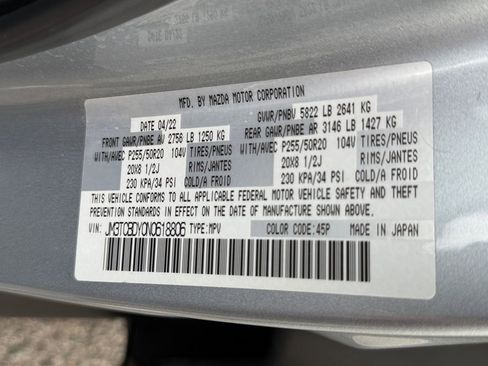 MFD. BY MAZDA MOTOR CORPORATION
DATE 04/22 GVWR/PNBV 5822 LB 2641 KG
FRONT GAWR/PNBE AV 2756 LB 1250 KG REAR GAWR/PNBE AR 3146 LB 1427 KG
WITH/AVEC P255/50R20 104V TIRES/PNEUS WITH/AVEC P255/50R20 104V TIRES/PNEUS
20X8 1/2J RIMS/JANTES 20X8 1/2J RIMS/JANTES
230 KPA/34 PSI COLD/A FROID 230 KPA/34 PSI COLD/A FROID
THIS VEHICLE CONFORMS TO ALL APPLICABLE FEDERAL MOTOR VEHICLE SAFETY AND THEFT
PREVENTION STANDARDS IN EFFECT ON THE DATE OF MANUFACTURE SHOWN ABOVE.
VIN: JM3TCBDY0N0618806 TYPE:MPV COLOR CODE:45P MADE IN JAPAN